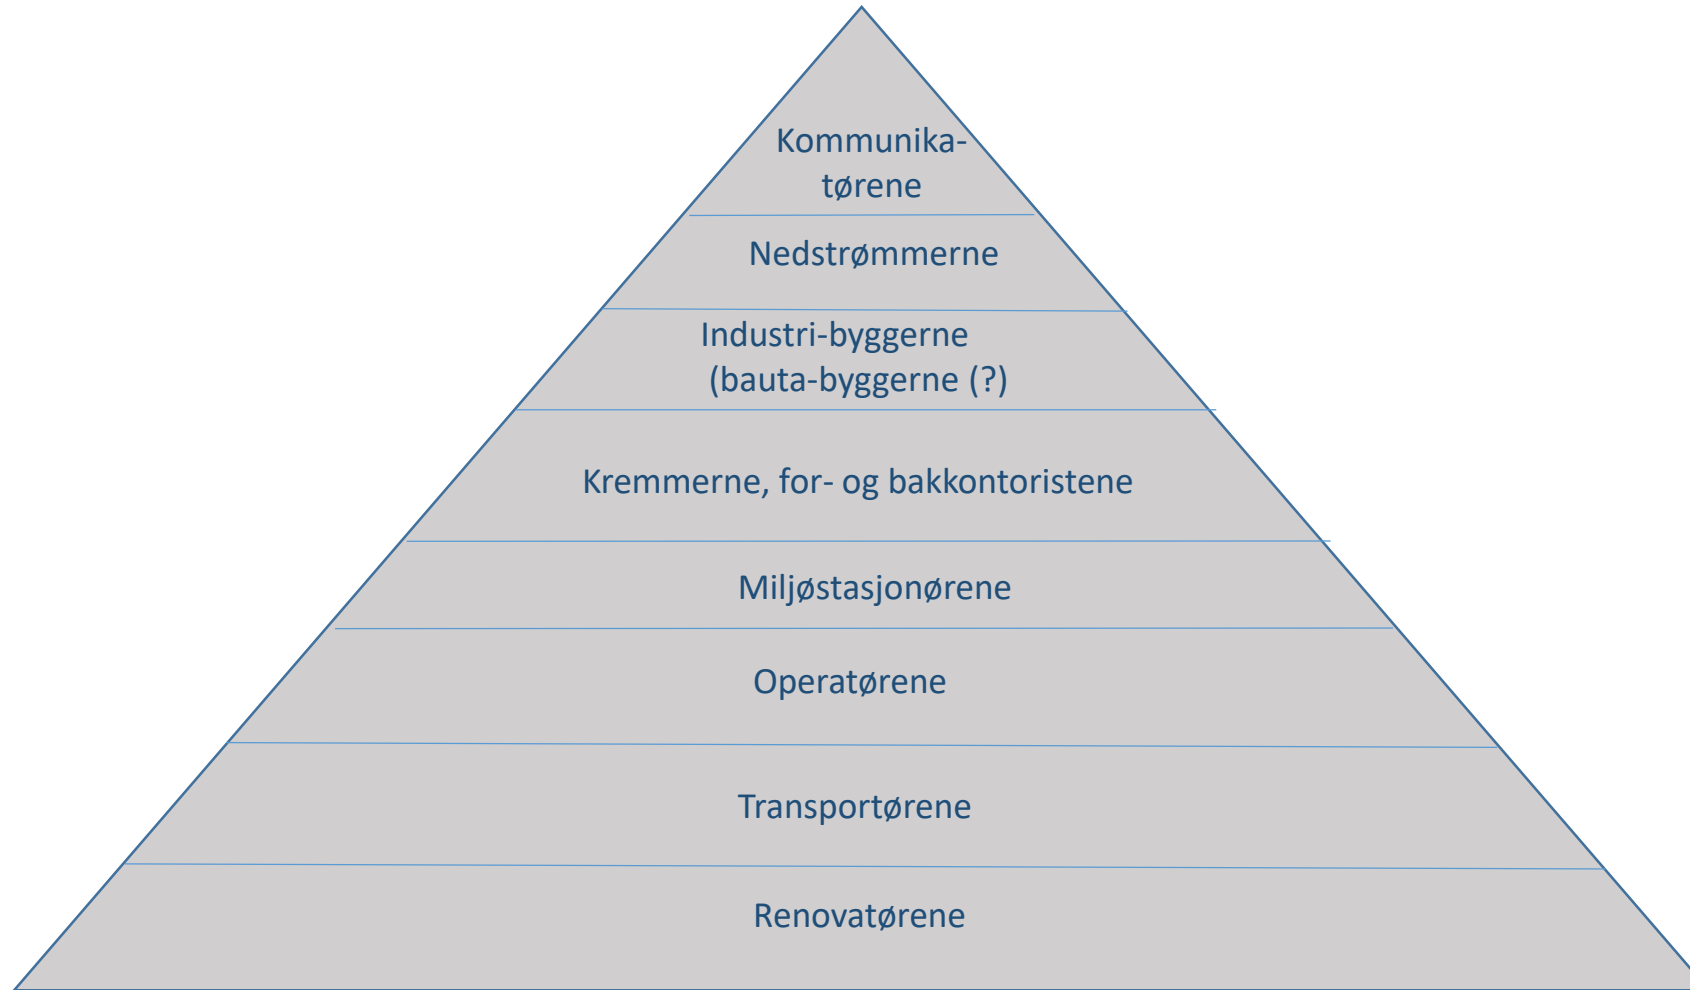 Kommunika-
tørene
Nedstrømmerne
Industri-byggerne
(bauta-byggerne (?)
Kremmerne, for- og bakkontoristene
Miljøstasjonørene
Operatørene
Transportørene
Renovatørene